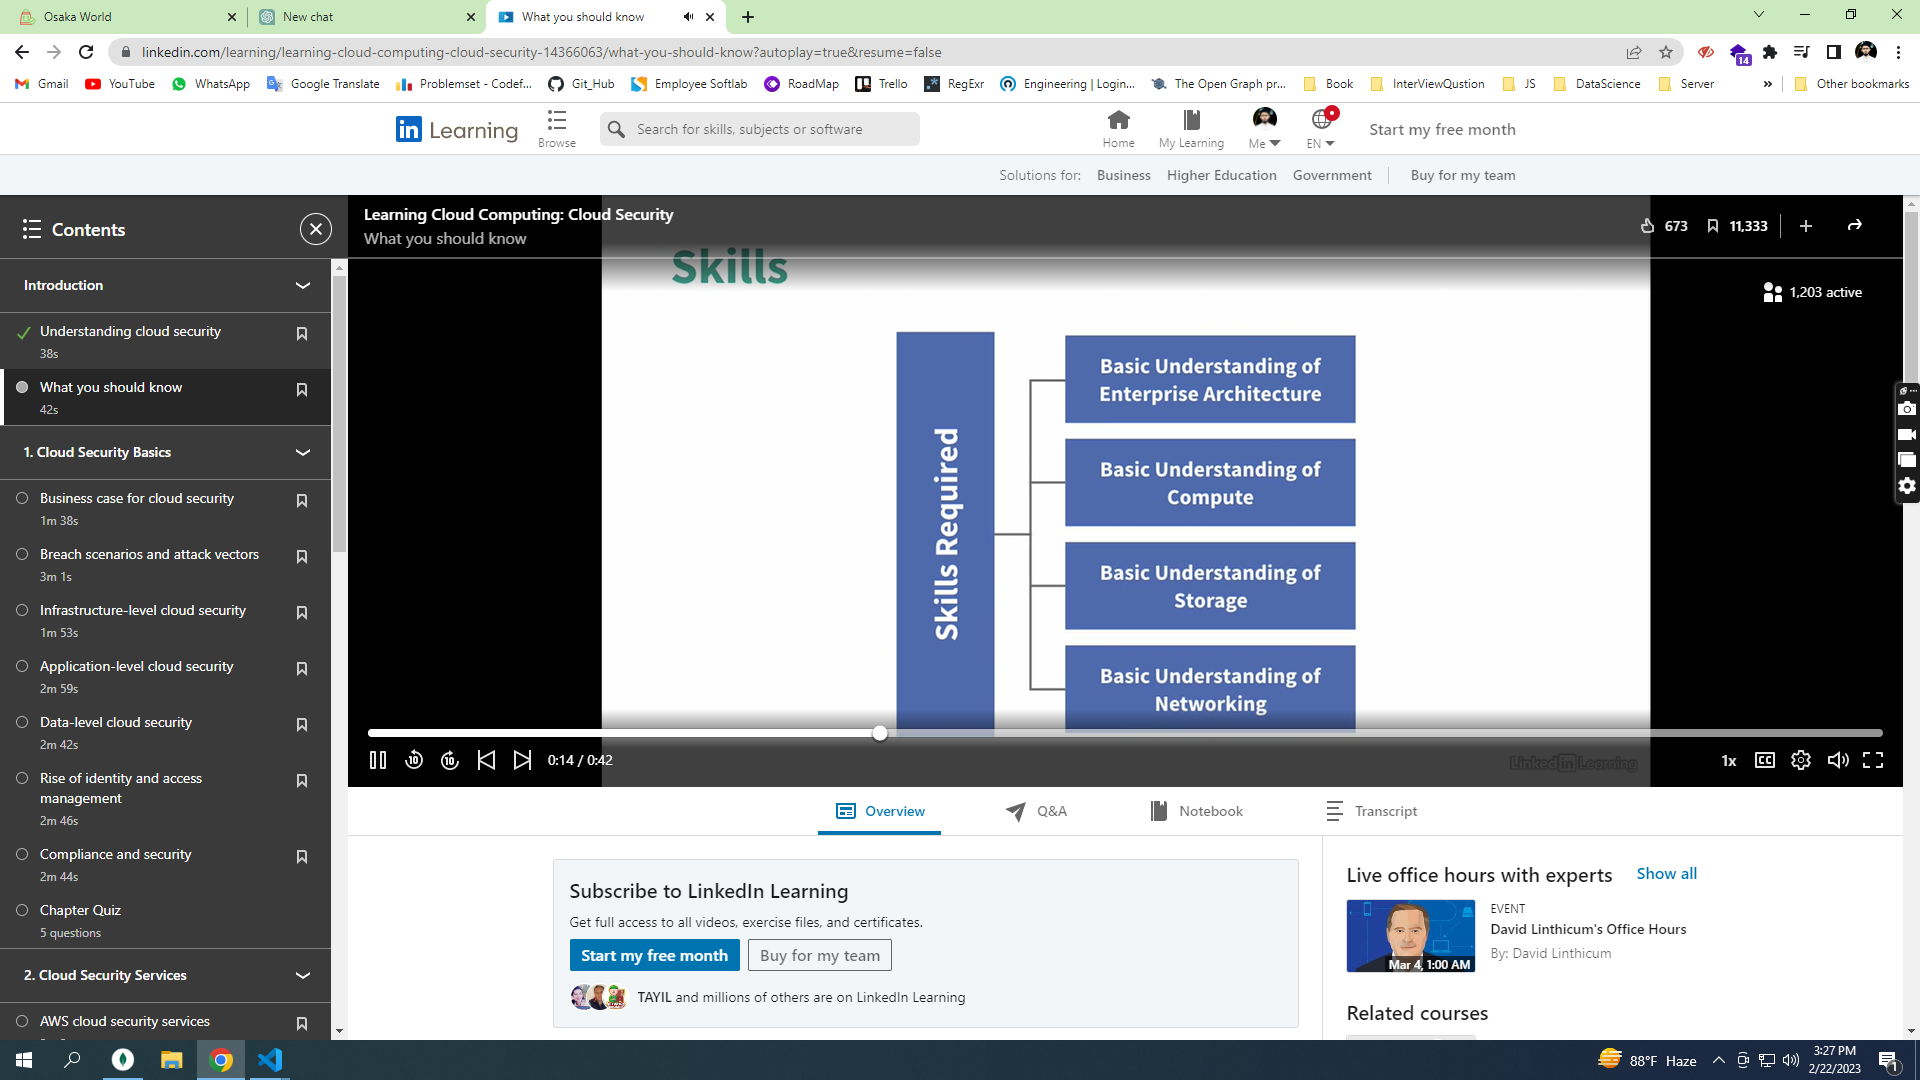 Osaka World
New chat
What you should know
linkedin.com/learning/learning-cloud-computing-cloud-security-14366063/what-you-should-know?autoplay=true&resume=false
14
Gmail
YouTube
WhatsApp
Google Translate
Problemset - Codef...
Git_Hub
Employee Softlab
RoadMap
Trello
RegExr
Engineering | Login...
The Open Graph pr...
Book
InterViewQustion
JS
DataScience
Server
»
Other bookmarks
in Learning
Browse
Search for skills, subjects or software
Home
My Learning
Me
EN
Start my free month
Solutions for:
Business
Higher Education
Government
Buy for my team
Contents
Introduction
Understanding cloud security
38s
What you should know
42s
1. Cloud Security Basics
Business case for cloud security
1m 38s
Breach scenarios and attack vectors
3m 1s
Infrastructure-level cloud security
1m 53s
Application-level cloud security
2m 59s
Data-level cloud security
2m 42s
Rise of identity and access
management
2m 46s
Compliance and security
2m 44s
Chapter Quiz
5 questions
2. Cloud Security Services
AWS cloud security services
Learning Cloud Computing: Cloud Security
What you should know
673
11,333
1,203 active
Skills
Skills Required
Basic Understanding of
Enterprise Architecture
Basic Understanding of
Compute
Basic Understanding of
Storage
Basic Understanding of
Networking
10
10
0:14 / 0:42
LinkedIn Learning
1x
CC
Overview
Q&A
Notebook
Transcript
Subscribe to LinkedIn Learning
Get full access to all videos, exercise files, and certificates.
Start my free month
Buy for my team
TAYIL and millions of others are on LinkedIn Learning
Live office hours with experts
Show all
Mar 4, 1:00 AM
EVENT
David Linthicum's Office Hours
By: David Linthicum
Related courses
88°F Haze
3:27 PM
2/22/2023
1